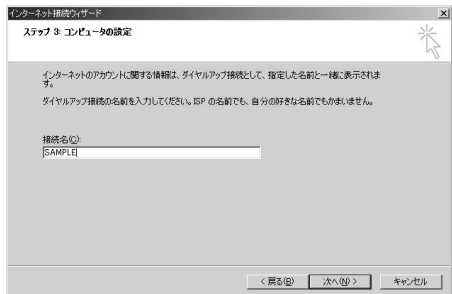 インターネット接続ウィザード
ステップ 3: コンピュータの設定
インターネットのアカウントに関する情報は、ダイヤルアップ接続として、指定した名前と一緒に表示されま
す。
ダイヤルアップ接続の名前を入力してください。ISP の名前でも、自分の好きな名前でもかまいません。
接続名(C):
SAMPLE
< 戻る(B)
次へ(N) >
キャンセル